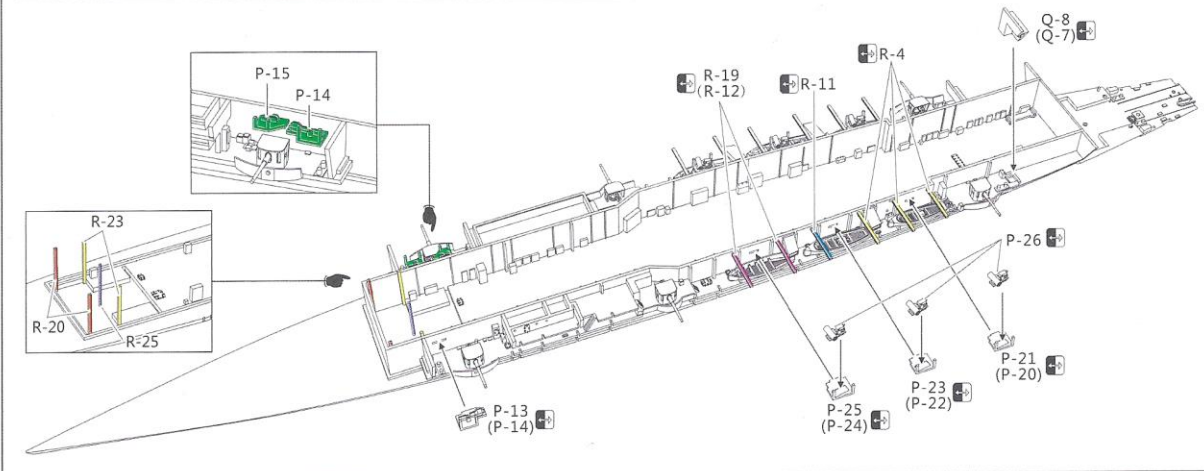 P-15
P-14
R-23
R-20
R-25
R-19
(R-12)
R-11
R-4
Q-8
(Q-7)
P-26
P-21
(P-20)
P-23
(P-22)
P-25
(P-24)
P-13
(P-14)